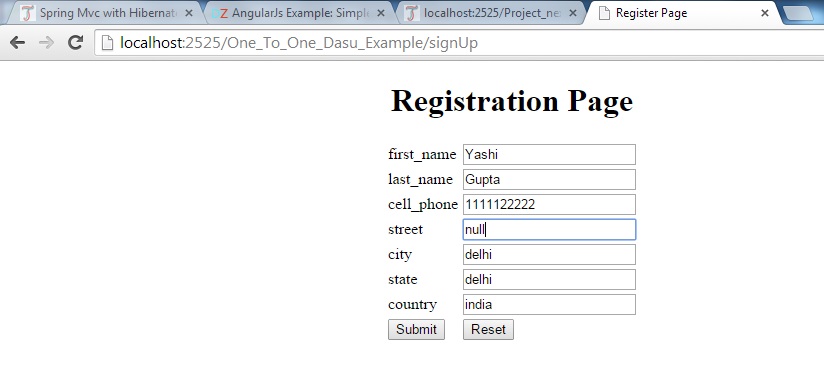 Spring Mvc with Hibernat
AngularJs Example: Simple
localhost:2525/Project_ne
Register Page
localhost:2525/One_To_One_Dasu_Example/signUp
Registration Page
first_name Yashi
last_name Gupta
cell_phone 1111122222
street null
city delhi
state delhi
country india
Submit Reset